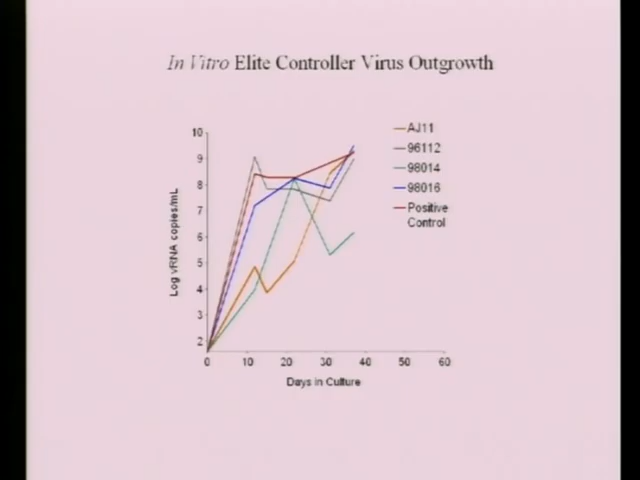 In Vitro Elite Controller Virus Outgrowth
AJ11
96112
98014
98016
Positive
Control
10
9
8
7
6
5
4
3
2
Log vRNA copies/mL
0 10 20 30 40 50 60
Days in Culture